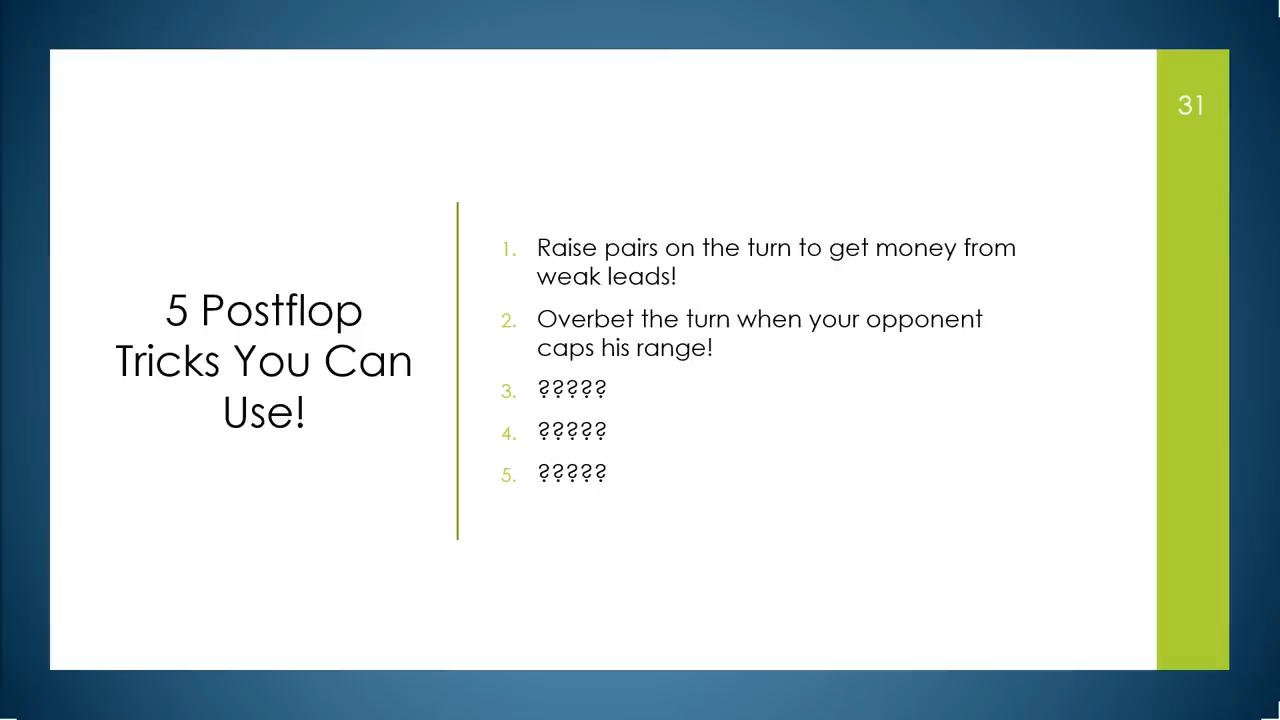 31
5 Postflop
Tricks You Can
Use!
1. Raise pairs on the turn to get money from
weak leads!
2. Overbet the turn when your opponent
caps his range!
3. ?????
4. ?????
5. ?????